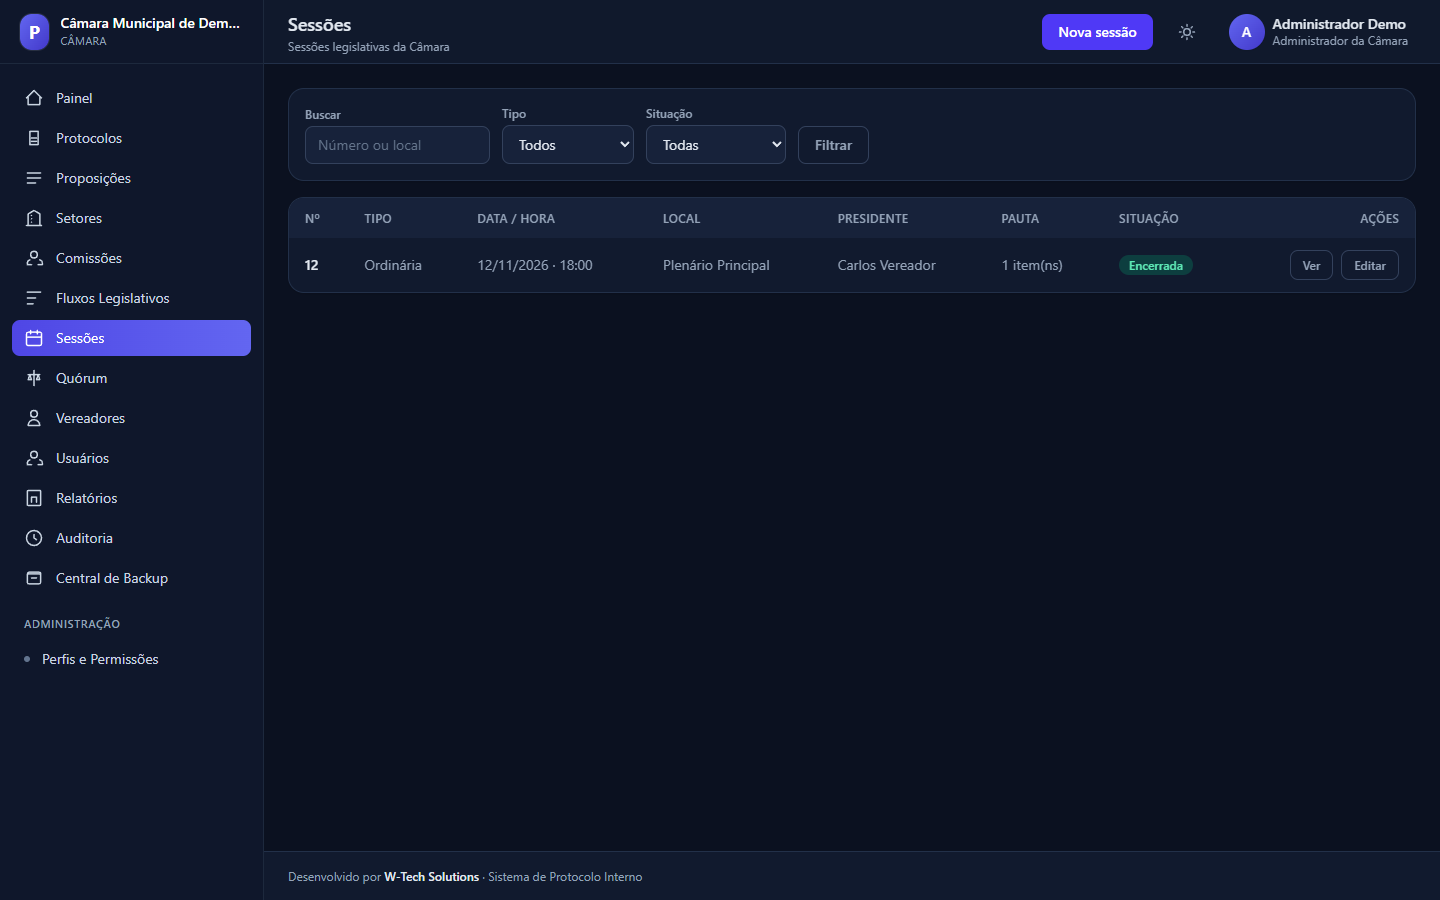 P
Câmara Municipal de Dem...
CÂMARA
Painel
Protocolos
Proposições
Setores
Comissões
Fluxos Legislativos
Sessões
Quórum
Vereadores
Usuários
Relatórios
Auditoria
Central de Backup
ADMINISTRAÇÃO
Perfis e Permissões
Sessões
Sessões legislativas da Câmara
Nova sessão
A
Administrador Demo
Administrador da Câmara
Buscar Tipo Situação
Número ou local Todos Todas Filtrar
Nº TIPO DATA / HORA LOCAL PRESIDENTE PAUTA SITUAÇÃO AÇÕES
12 Ordinária 12/11/2026 · 18:00 Plenário Principal Carlos Vereador 1 item(ns) Encerrada Ver Editar
Desenvolvido por W-Tech Solutions · Sistema de Protocolo Interno